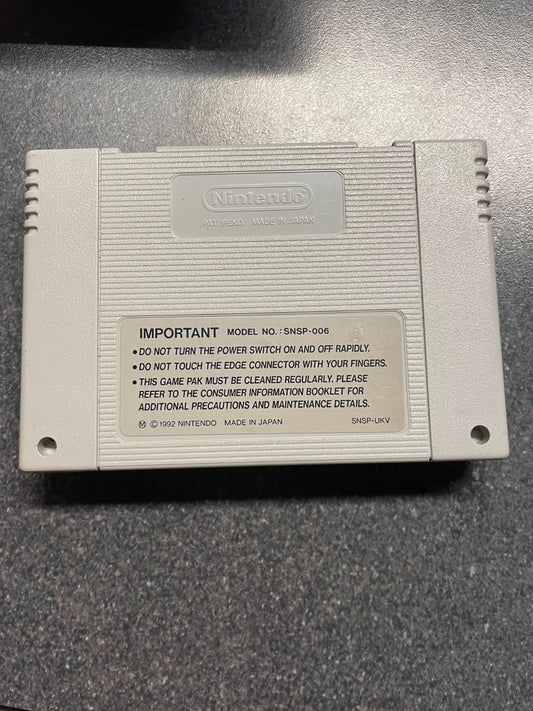 Nintendo
PAT. PEND. MADE IN JAPAN
IMPORTANT MODEL NO.: SNSP-006
• DO NOT TURN THE POWER SWITCH ON AND OFF RAPIDLY.
• DO NOT TOUCH THE EDGE CONNECTOR WITH YOUR FINGERS.
• THIS GAME PAK MUST BE CLEANED REGULARLY. PLEASE
REFER TO THE CONSUMER INFORMATION BOOKLET FOR
ADDITIONAL PRECAUTIONS AND MAINTENANCE DETAILS.
Ⓜ © 1992 NINTENDO MADE IN JAPAN SNSP-UKV